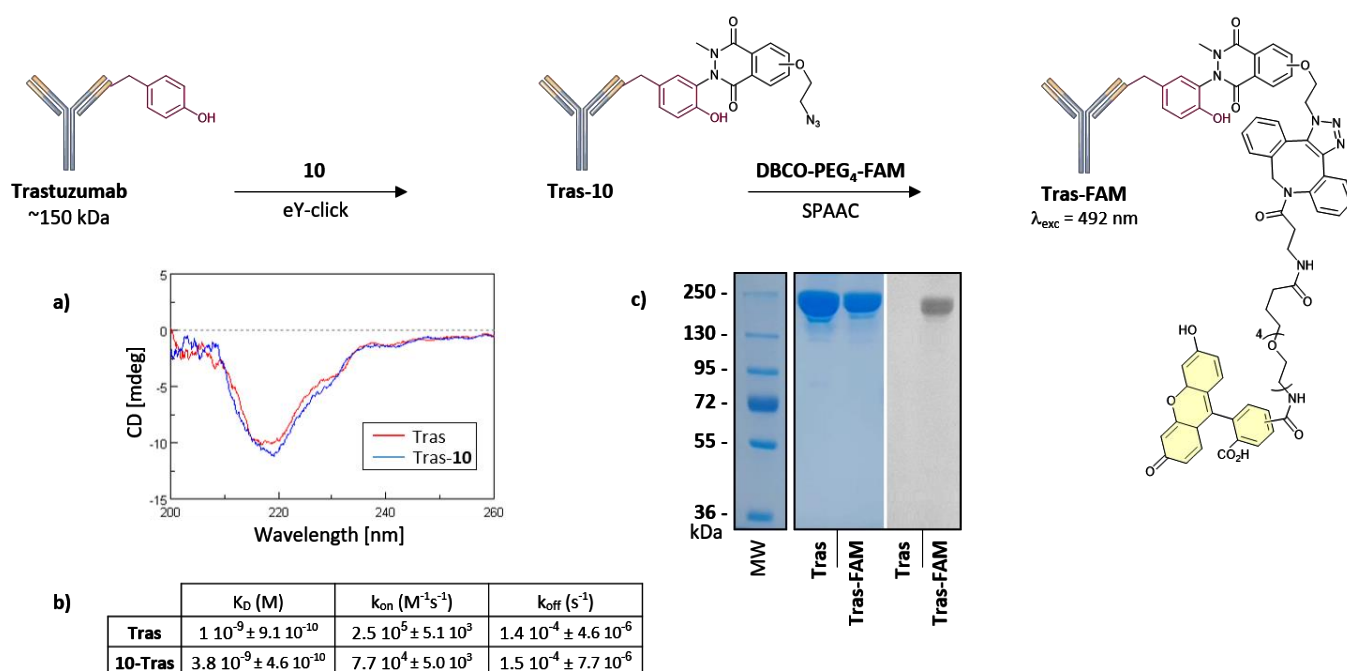 O
N
N
O
O
N₃
OH
OH
Trastuzumab
~150 kDa
10
eY-click
Tras-10
DBCO-PEG₄-FAM
SPAAC
O
N
N
O
O
OH
N
N
N
N
O
NH
O
4
O
NH
O
HO
O
O
CO₂H
Tras-FAM
λexc = 492 nm
a)
CD [mdeg]
5
0
-5
-10
-15
200
220
240
260
Wavelength [nm]
Tras
Tras-10
c)
250 -
130 -
95 -
72 -
55 -
36 -
kDa
MW
Tras
Tras-FAM
Tras
Tras-FAM
b)
K_D (M) k_on (M⁻¹s⁻¹) k_off (s⁻¹)
Tras 1 10⁻⁹ ± 9.1 10⁻¹⁰ 2.5 10⁵ ± 5.1 10³ 1.4 10⁻⁴ ± 4.6 10⁻⁶
10-Tras 3.8 10⁻⁹ ± 4.6 10⁻¹⁰ 7.7 10⁴ ± 5.0 10³ 1.5 10⁻⁴ ± 7.7 10⁻⁶